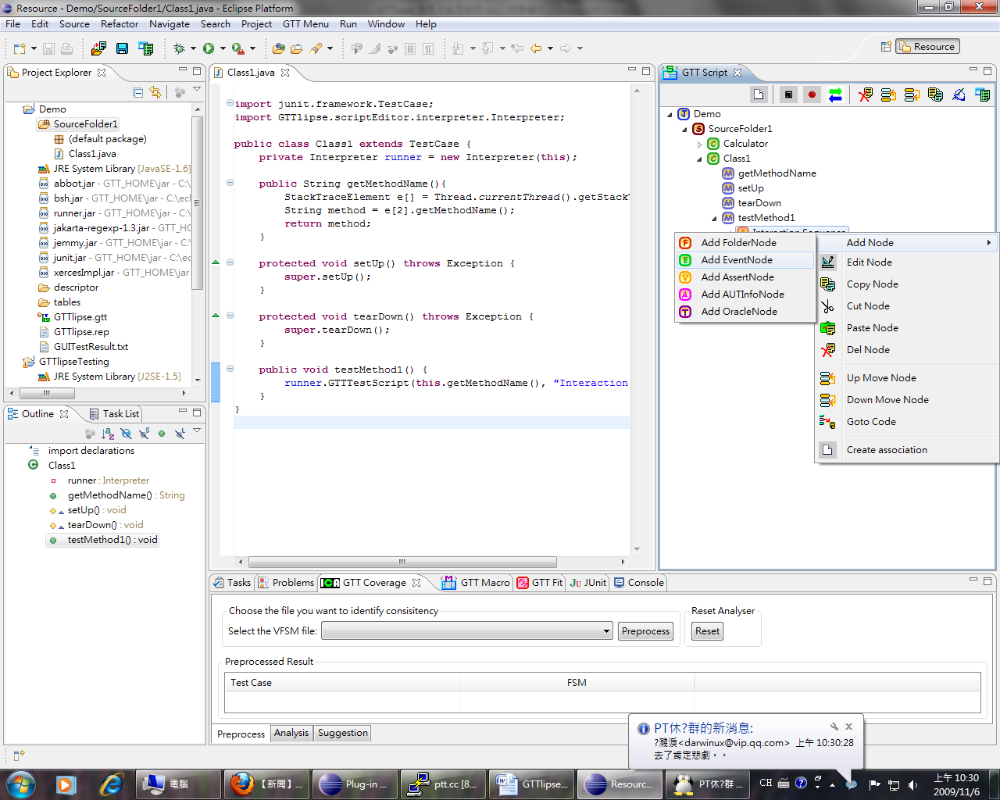 Resource - Demo/SourceFolder1/Class1.java - Eclipse Platform
File Edit Source Refactor Navigate Search Project GTT Menu Run Window Help
Resource
Project Explorer
Demo
SourceFolder1
(default package)
Class1.java
JRE System Library [JavaSE-1.6]
abbot.jar - GTT_HOME\jar - C:\
bsh.jar - GTT_HOME\jar - C:\ecl
runner.jar - GTT_HOME\jar - C:\
jakarta-regexp-1.3.jar - GTT_HO
jemmy.jar - GTT_HOME\jar - C:
junit.jar - GTT_HOME\jar - C:\e
xercesImpl.jar - GTT_HOME\jar
descriptor
tables
GTTlipse.gtt
GTTlipse.rep
GUITestResult.txt
GTTlipseTesting
JRE System Library [J2SE-1.5]
Outline Task List
import declarations
Class1
runner : Interpreter
getMethodName() : String
setUp() : void
tearDown() : void
testMethod1() : void
Class1.java
import junit.framework.TestCase;
import GTTlipse.scriptEditor.interpreter.Interpreter;
public class Class1 extends TestCase {
private Interpreter runner = new Interpreter(this);
public String getMethodName(){
StackTraceElement e[] = Thread.currentThread().getStackT
String method = e[2].getMethodName();
return method;
}
protected void setUp() throws Exception {
super.setUp();
}
protected void tearDown() throws Exception {
super.tearDown();
}
public void testMethod1() {
runner.GTTTestScript(this.getMethodName(), "Interaction
}
}
GTT Script
Demo
SourceFolder1
Calculator
Class1
getMethodName
setUp
tearDown
testMethod1
Interaction Sequence
Add FolderNode
Add EventNode
Add AssertNode
Add AUTInfoNode
Add OracleNode
Add Node
Edit Node
Copy Node
Cut Node
Paste Node
Del Node
Up Move Node
Down Move Node
Goto Code
Create association
Tasks Problems GTT Coverage GTT Macro GTT Fit JUnit Console
Choose the file you want to identify consisitency
Select the VFSM file: Preprocess
Reset Analyser
Reset
Preprocessed Result
Test Case FSM
Preprocess Analysis Suggestion
PT休?群的新消息:
?潑淚<darwinux@vip.qq.com> 上午 10:30:28
去了肯定悲劇。。
電腦
【新聞】...
Plug-in ...
ptt.cc [8...
GTTlipse...
Resourc...
PT休?群 ...
CH
上午 10:30
2009/11/6